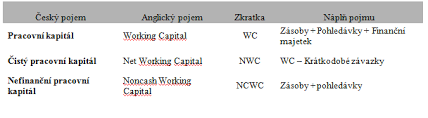 Český pojem Anglický pojem Zkratka Náplň pojmu
Pracovní kapitál Working Capital WC Zásoby + Pohledávky + Finanční
majetek
Čistý pracovní kapitál Net Working Capital NWC WC – Krátkodobé závazky
Nefinanční pracovní
kapitál Noncash Working
Capital NCWC Zásoby + pohledávky